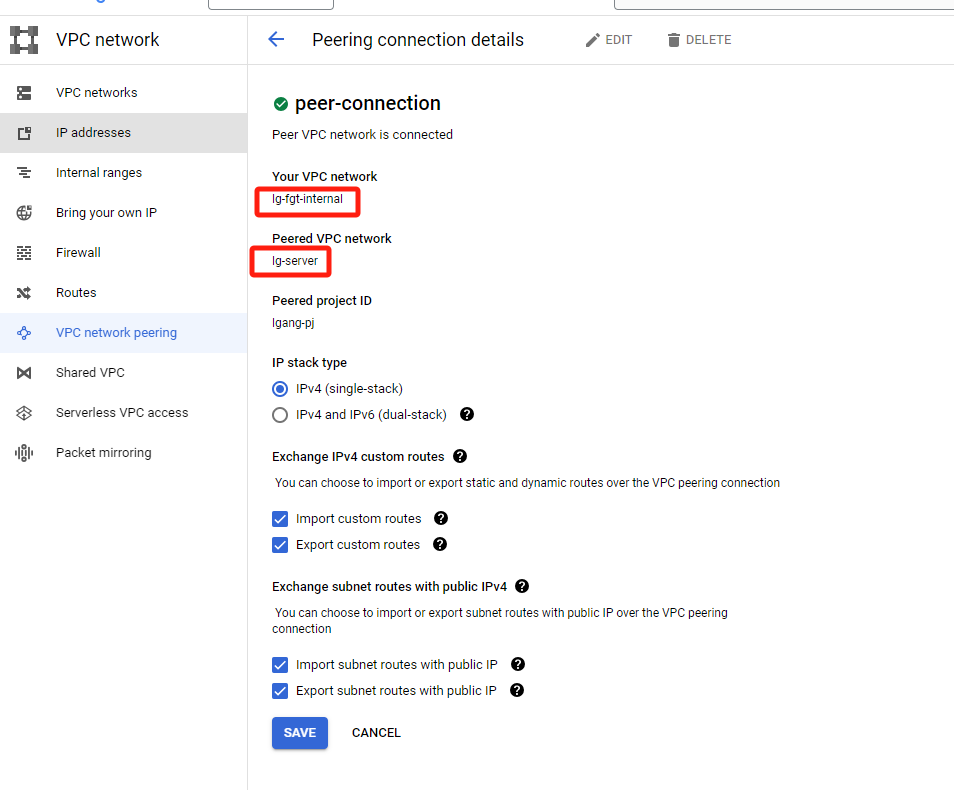 VPC network
Peering connection details
EDIT
DELETE
VPC networks
IP addresses
Internal ranges
Bring your own IP
Firewall
Routes
VPC network peering
Shared VPC
Serverless VPC access
Packet mirroring
peer-connection
Peer VPC network is connected
Your VPC network
lg-fgt-internal
Peered VPC network
lg-server
Peered project ID
lgang-pj
IP stack type
IPv4 (single-stack)
IPv4 and IPv6 (dual-stack) ?
Exchange IPv4 custom routes ?
You can choose to import or export static and dynamic routes over the VPC peering connection
Import custom routes ?
Export custom routes ?
Exchange subnet routes with public IPv4 ?
You can choose to import or export subnet routes with public IP over the VPC peering
connection
Import subnet routes with public IP ?
Export subnet routes with public IP ?
SAVE
CANCEL